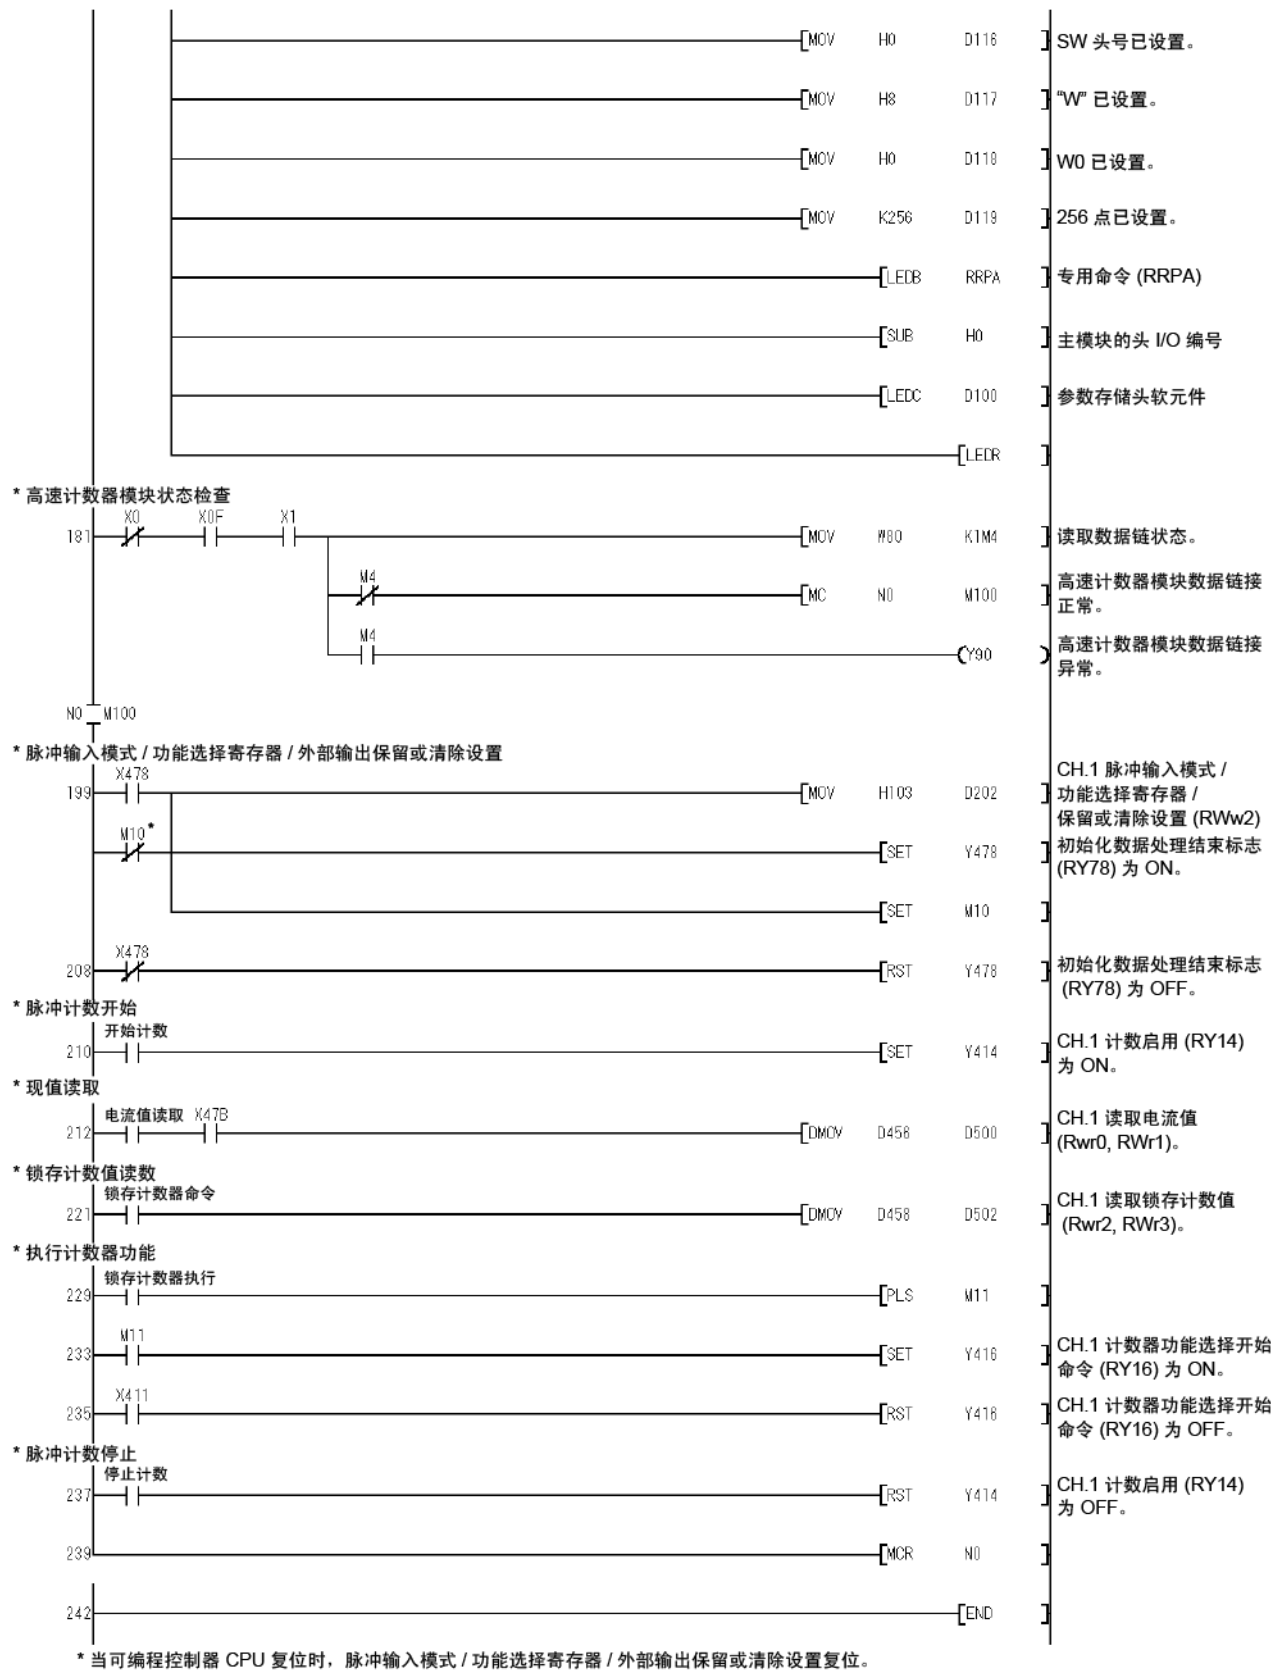 MOV H0 D116 SW 头号已设置。
MOV H8 D117 “W” 已设置。
MOV H0 D118 W0 已设置。
MOV K256 D119 256 点已设置。
LEDB RRPA 专用命令 (RRPA)
SUB H0 主模块的头 I/O 编号
LEDC D100 参数存储头软元件
LEDR
* 高速计数器模块状态检查
X0 X0F X1
181 MOV W80 K1M4 读取数据链状态。
M4
MC N0 M100 高速计数器模块数据链接
正常。
M4
Y90 高速计数器模块数据链接
异常。
N0 M100
* 脉冲输入模式 / 功能选择寄存器 / 外部输出保留或清除设置
X478
199 MOV H103 D202 CH.1 脉冲输入模式 /
功能选择寄存器 /
保留或清除设置 (RWw2)
M10 *
SET Y478 初始化数据处理结束标志
(RY78) 为 ON。
SET M10
X478
208 RST Y478 初始化数据处理结束标志
(RY78) 为 OFF。
* 脉冲计数开始
开始计数
210 SET Y414 CH.1 计数启用 (RY14)
为 ON。
* 现值读取
电流值读取 X47B
212 DMOV D456 D500 CH.1 读取电流值
(Rwr0, RWr1)。
* 锁存计数值读数
锁存计数器命令
221 DMOV D458 D502 CH.1 读取锁存计数值
(Rwr2, RWr3)。
* 执行计数器功能
锁存计数器执行
229 PLS M11
M11
233 SET Y416 CH.1 计数器功能选择开始
命令 (RY16) 为 ON。
X411
235 RST Y416 CH.1 计数器功能选择开始
命令 (RY16) 为 OFF。
* 脉冲计数停止
停止计数
237 RST Y414 CH.1 计数启用 (RY14)
为 OFF。
239 MCR N0
242 END
* 当可编程控制器 CPU 复位时，脉冲输入模式 / 功能选择寄存器 / 外部输出保留或清除设置复位。